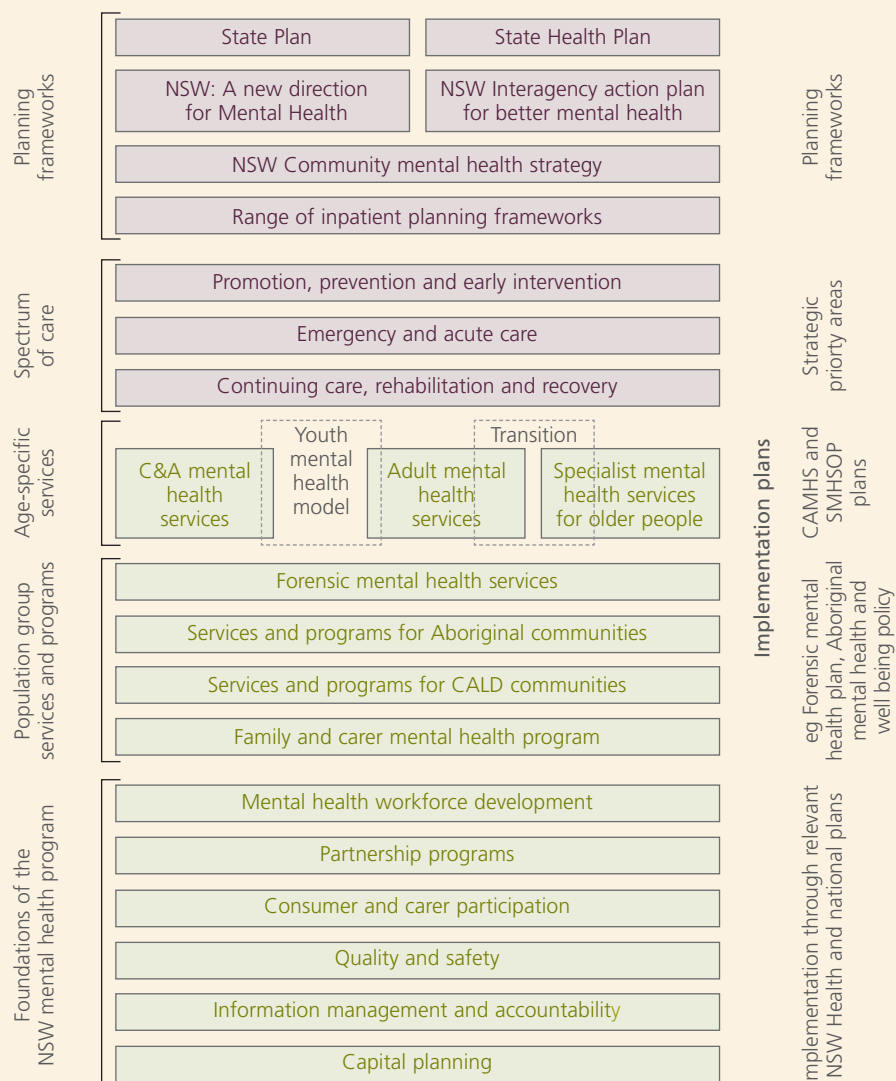 Planning
frameworks
State Plan
State Health Plan
NSW: A new direction
for Mental Health
NSW Interagency action plan
for better mental health
NSW Community mental health strategy
Range of inpatient planning frameworks
Planning
frameworks
Spectrum
of care
Promotion, prevention and early intervention
Emergency and acute care
Continuing care, rehabilitation and recovery
Strategic
priorty areas
Age-specific
services
C&A mental
health
services
Youth
mental
health
model
Adult mental
health
services
Transition
Specialist mental
health services
for older people
Implementation plans
CAMHS and
SMHSOP
plans
Population group
services and programs
Forensic mental health services
Services and programs for Aboriginal communities
Services and programs for CALD communities
Family and carer mental health program
eg Forensic mental
health plan, Aboriginal
mental health and
well being policy
Foundations of the
NSW mental health program
Mental health workforce development
Partnership programs
Consumer and carer participation
Quality and safety
Information management and accountability
Capital planning
mplementation through relevant
NSW Health and national plans